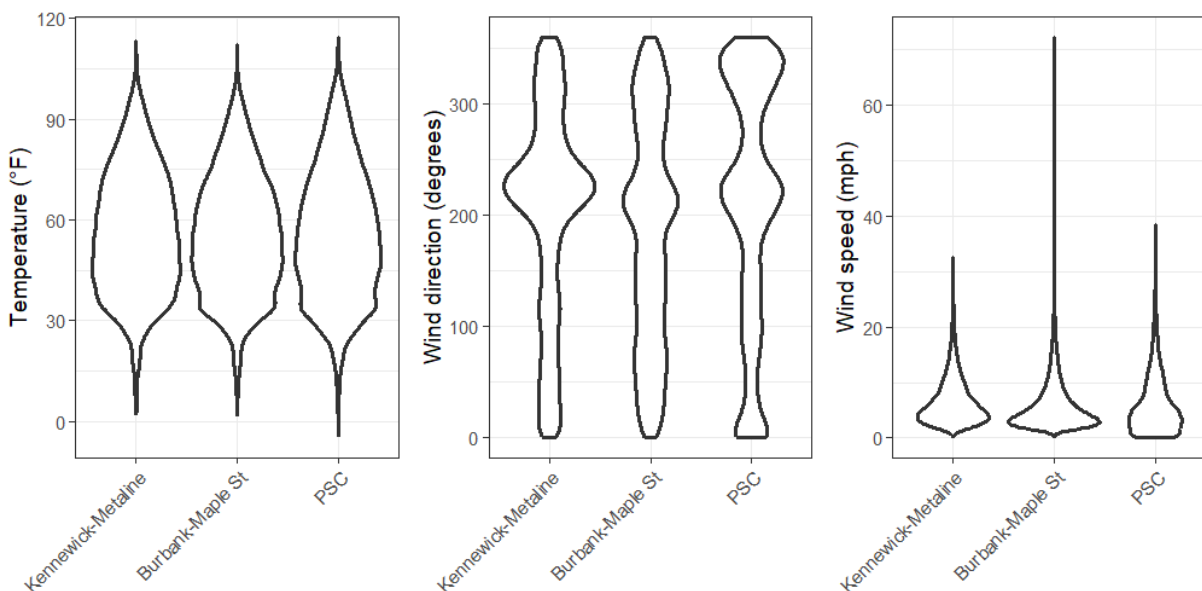 Temperature (°F)
120
90
60
30
0
Kennewick-Metaline
Burbank-Maple St
PSC
Wind direction (degrees)
300
200
100
0
Kennewick-Metaline
Burbank-Maple St
PSC
Wind speed (mph)
60
40
20
0
Kennewick-Metaline
Burbank-Maple St
PSC